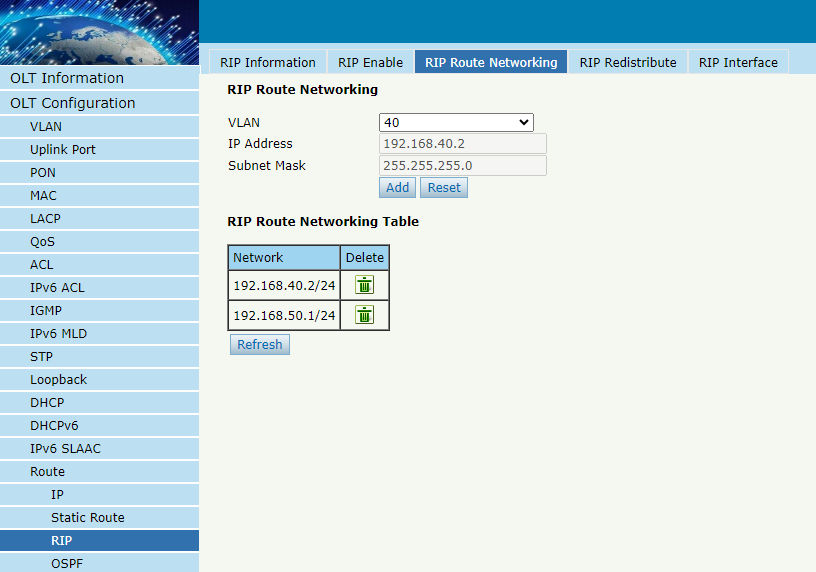 RIP Information RIP Enable RIP Route Networking RIP Redistribute RIP Interface
OLT Information
OLT Configuration
VLAN
Uplink Port
PON
MAC
LACP
QoS
ACL
IPv6 ACL
IGMP
IPv6 MLD
STP
Loopback
DHCP
DHCPv6
IPv6 SLAAC
Route
IP
Static Route
RIP
OSPF
RIP Route Networking
VLAN 40
IP Address 192.168.40.2
Subnet Mask 255.255.255.0
Add Reset
RIP Route Networking Table
Network Delete
192.168.40.2/24
192.168.50.1/24
Refresh